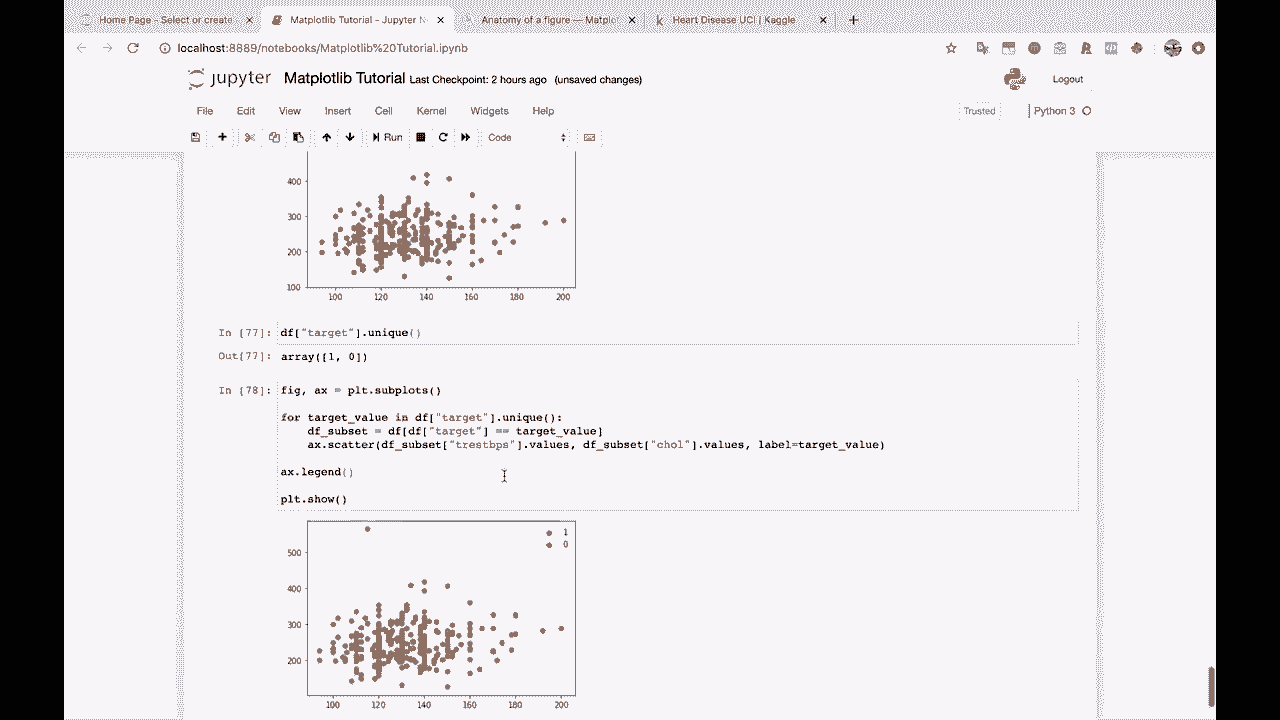 Home Page - Select or create
Matplotlib Tutorial - Jupyter N
Anatomy of a figure — Matplot
Heart Disease UCI | Kaggle
localhost:8889/notebooks/Matplotlib%20Tutorial.ipynb
jupyter Matplotlib Tutorial Last Checkpoint: 2 hours ago (unsaved changes)
Logout
File Edit View Insert Cell Kernel Widgets Help
Trusted
Python 3
Run
Code
400
300
200
100
100 120 140 160 180 200
In [77]: df["target"].unique()
Out[77]: array([1, 0])
In [78]: fig, ax = plt.subplots()
for target_value in df["target"].unique():
df_subset = df[df["target"] == target_value]
ax.scatter(df_subset["trestbps"].values, df_subset["chol"].values, label=target_value)
ax.legend()
plt.show()
1
0
500
400
300
200
100 120 140 160 180 200